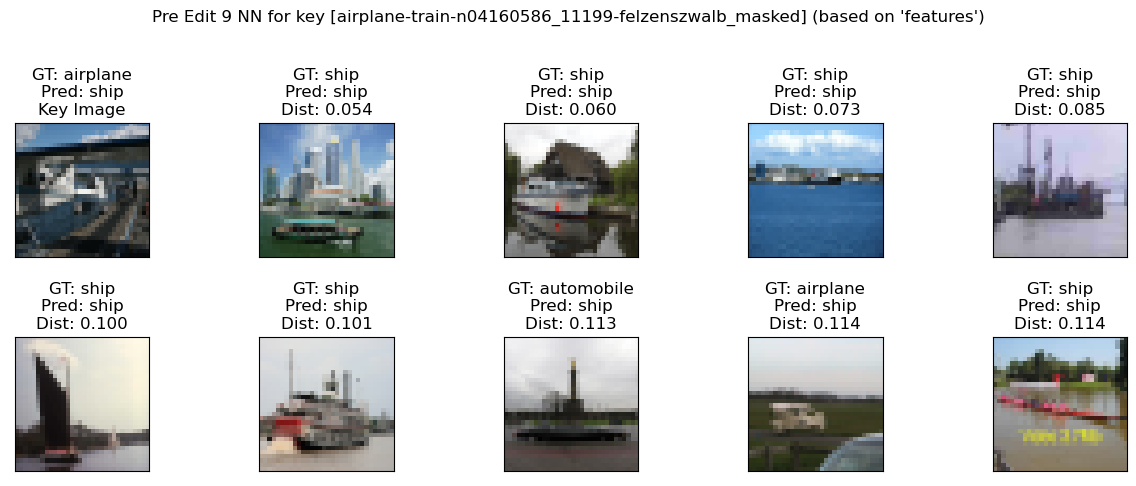 Pre Edit 9 NN for key [airplane-train-n04160586_11199-felzenszwalb_masked] (based on 'features')
GT: airplane
Pred: ship
Key Image
GT: ship
Pred: ship
Dist: 0.054
GT: ship
Pred: ship
Dist: 0.060
GT: ship
Pred: ship
Dist: 0.073
GT: ship
Pred: ship
Dist: 0.085
GT: ship
Pred: ship
Dist: 0.100
GT: ship
Pred: ship
Dist: 0.101
GT: automobile
Pred: ship
Dist: 0.113
GT: airplane
Pred: ship
Dist: 0.114
GT: ship
Pred: ship
Dist: 0.114